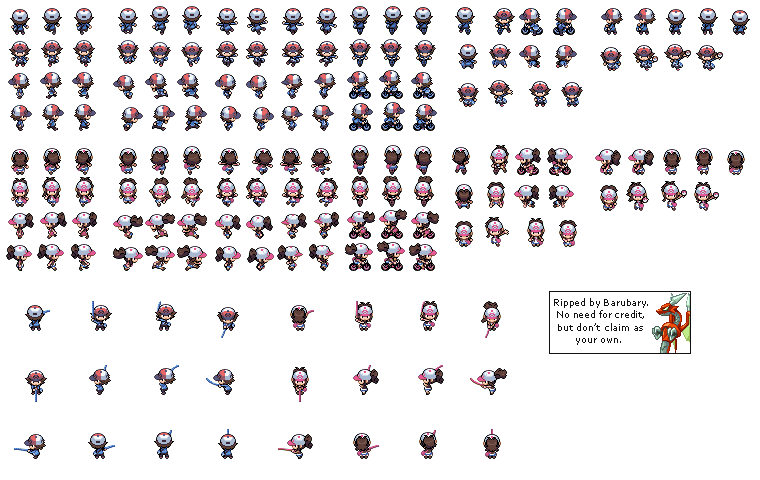 Ripped by Barubary.
No need for credit,
but don't claim as
your own.